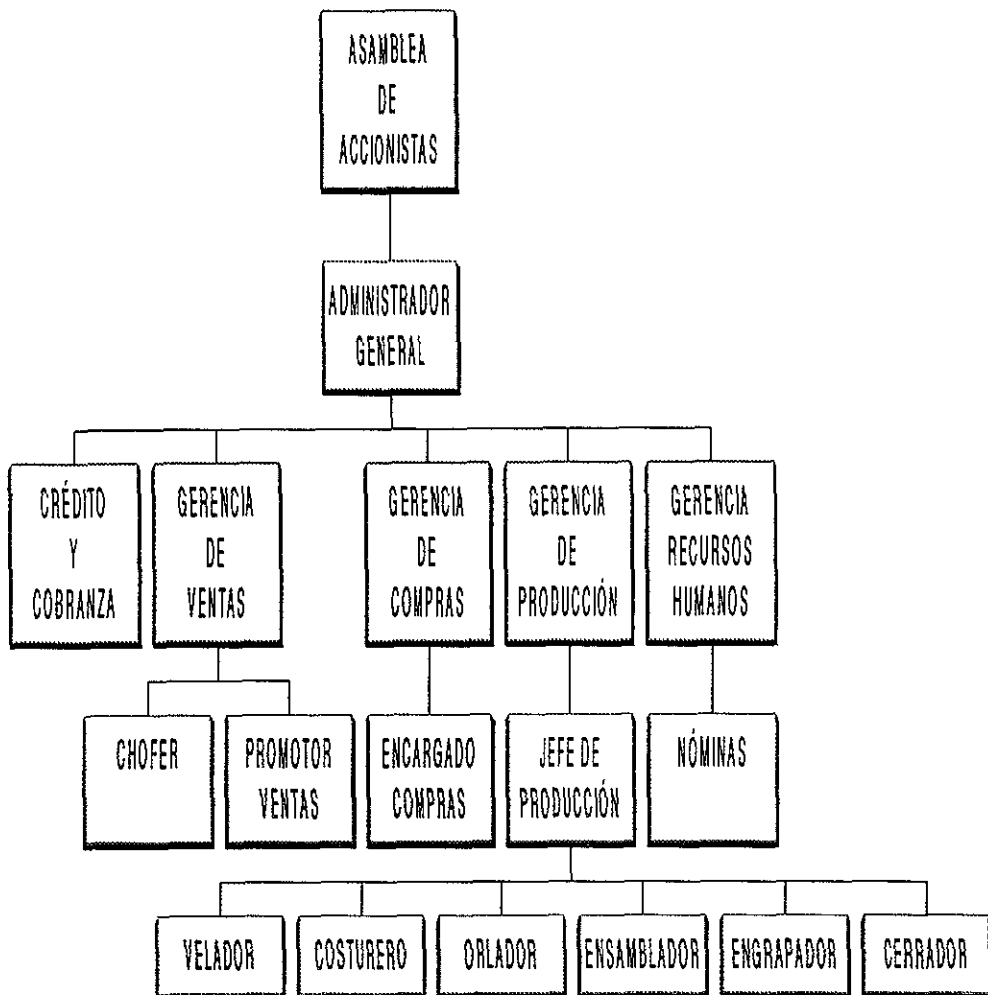 ASAMBLEA
DE
ACCIONISTAS
ADMINISTRADOR
GENERAL
CRÉDITO
Y
COBRANZA
GERENCIA
DE
VENTAS
GERENCIA
DE
COMPRAS
GERENCIA
DE
PRODUCCIÓN
GERENCIA
RECURSOS
HUMANOS
CHOFER
PROMOTOR
VENTAS
ENCARGADO
COMPRAS
JEFE DE
PRODUCCIÓN
NÓMINAS
VELADOR
COSTURERO
ORLADOR
ENSAMBLADOR
ENGRAPADOR
CERRADOR